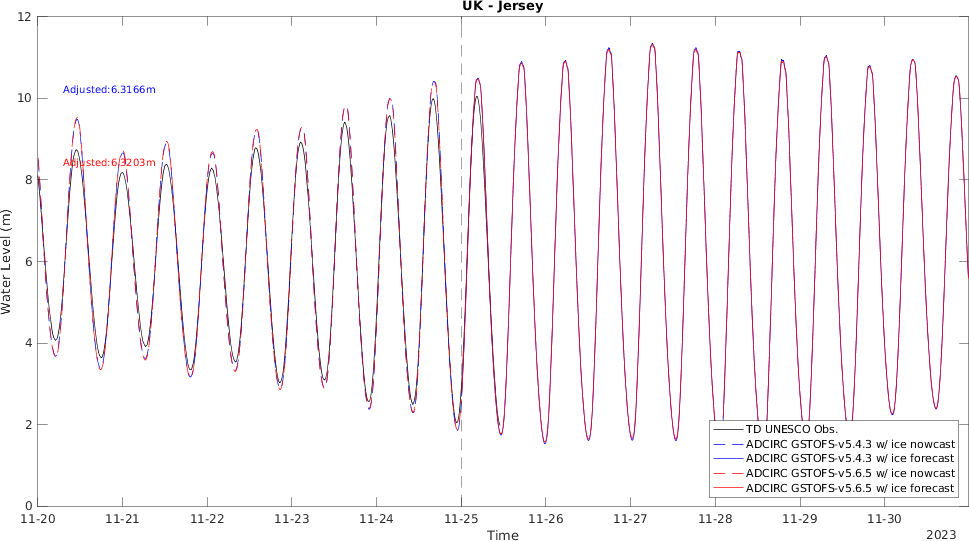 UK - Jersey
12
10
8
6
4
2
0
Water Level (m)
Adjusted:6.3166m
Adjusted:6.3203m
TD UNESCO Obs.
ADCIRC GSTOFS-v5.4.3 w/ ice nowcast
ADCIRC GSTOFS-v5.4.3 w/ ice forecast
ADCIRC GSTOFS-v5.6.5 w/ ice nowcast
ADCIRC GSTOFS-v5.6.5 w/ ice forecast
11-20 11-21 11-22 11-23 11-24 11-25 11-26 11-27 11-28 11-29 11-30
Time
2023